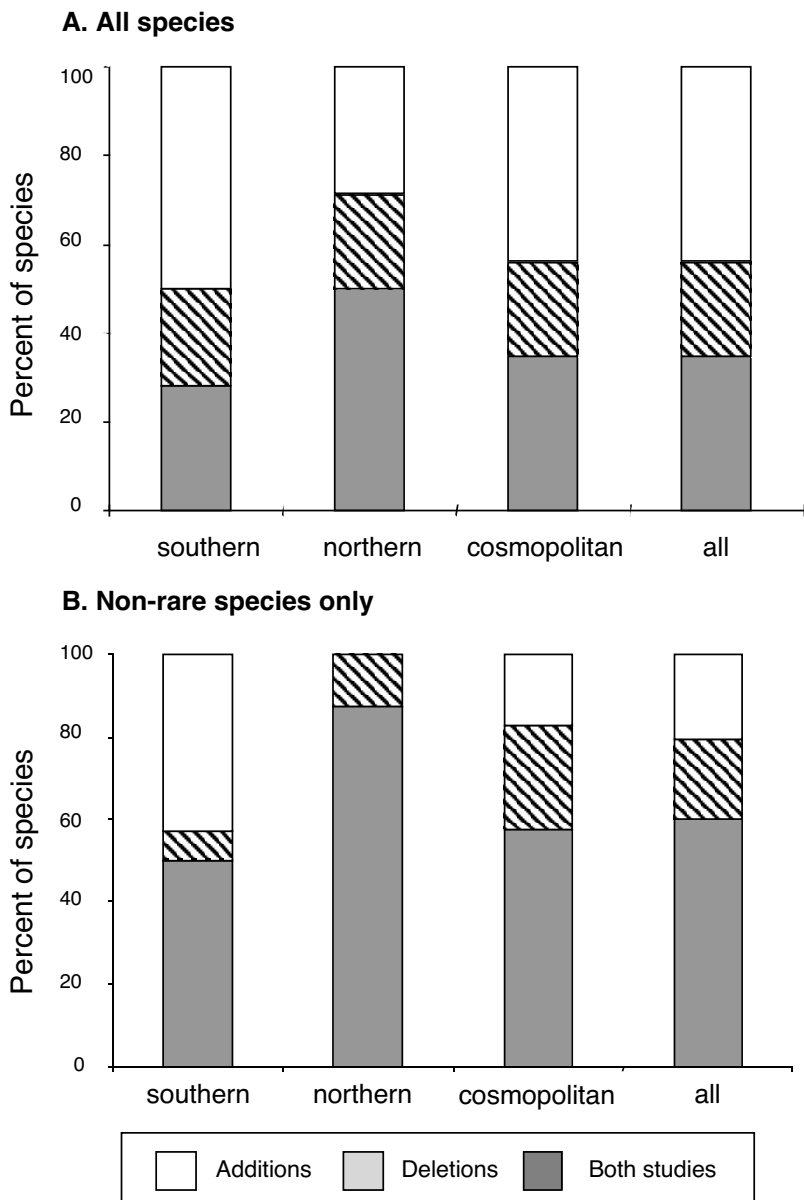 A. All species
Percent of species
100
80
60
40
20
0
southern northern cosmopolitan all
B. Non-rare species only
Percent of species
100
80
60
40
20
0
southern northern cosmopolitan all
Additions Deletions Both studies